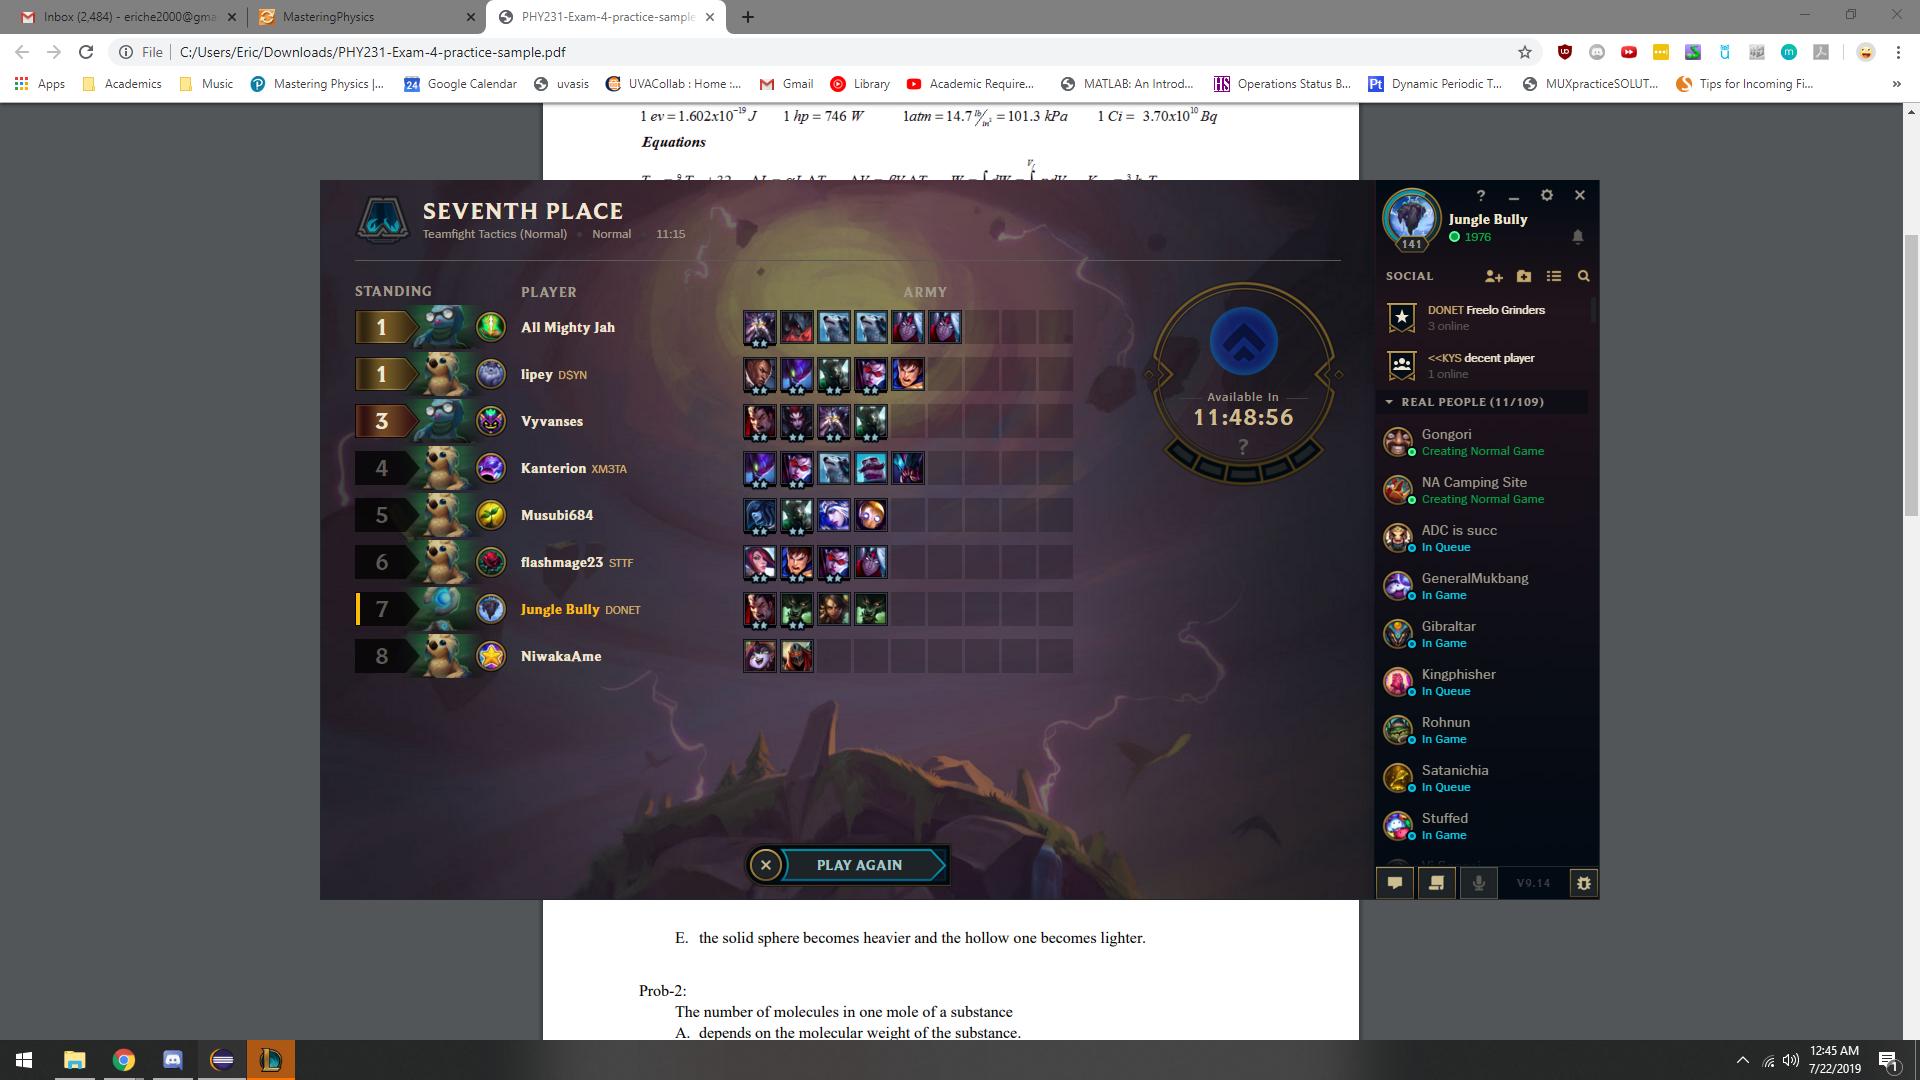 Inbox (2,484) - eriche2000@gma
MasteringPhysics
PHY231-Exam-4-practice-sample
File
C:/Users/Eric/Downloads/PHY231-Exam-4-practice-sample.pdf
Apps Academics Music Mastering Physics |... Google Calendar uvasis UVACollab : Home :... Gmail Library Academic Require... MATLAB: An Introd... Operations Status B... Dynamic Periodic T... MUXpracticeSOLUT... Tips for Incoming Fi... »
1 ev = 1.602x10⁻¹⁹ J 1 hp = 746 W 1atm = 14.7 lb/in² = 101.3 kPa 1 Ci = 3.70x10¹⁰ Bq
Equations
SEVENTH PLACE
Teamfight Tactics (Normal) • Normal 11:15
STANDING PLAYER ARMY
1 All Mighty Jah
1 lipey D$YN
3 Vyvanses
4 Kanterion XM3TA
5 Musubi684
6 flashmage23 STTF
7 Jungle Bully DONET
8 NiwakaAme
Available In
11:48:56
?
PLAY AGAIN
?
Jungle Bully
1976
141
SOCIAL
DONET Freelo Grinders
3 online
<<KYS decent player
1 online
REAL PEOPLE (11/109)
Gongori
Creating Normal Game
NA Camping Site
Creating Normal Game
ADC is succ
In Queue
GeneralMukbang
In Game
Gibraltar
In Game
Kingphisher
In Queue
Rohnun
In Game
Satanichia
In Queue
Stuffed
In Game
V9.14
E. the solid sphere becomes heavier and the hollow one becomes lighter.
Prob-2:
The number of molecules in one mole of a substance
A. depends on the molecular weight of the substance.
12:45 AM
7/22/2019
1